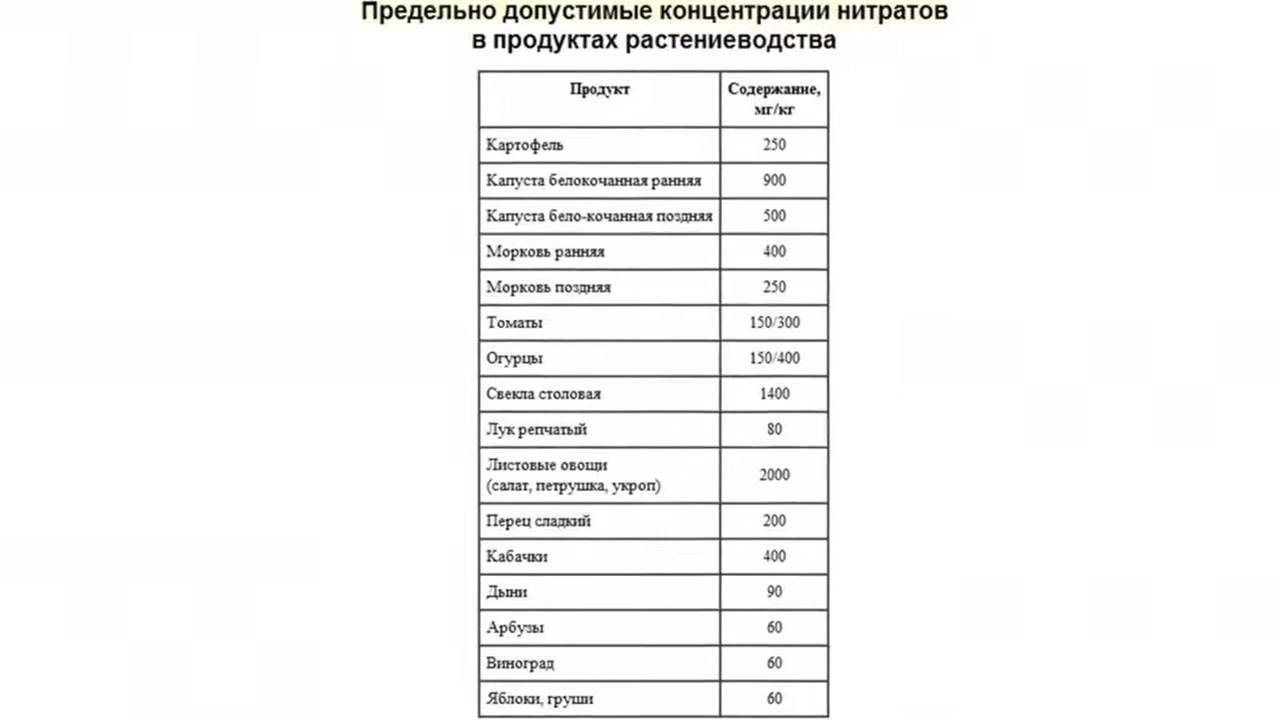 Предельно допустимые концентрации нитратов
в продуктах растениеводства
Продукт Содержание,
мг/кг
Картофель 250
Капуста белокочанная ранняя 900
Капуста бело-кочанная поздняя 500
Морковь ранняя 400
Морковь поздняя 250
Томаты 150/300
Огурцы 150/400
Свекла столовая 1400
Лук репчатый 80
Листовые овощи
(салат, петрушка, укроп) 2000
Перец сладкий 200
Кабачки 400
Дыни 90
Арбузы 60
Виноград 60
Яблоки, груши 60